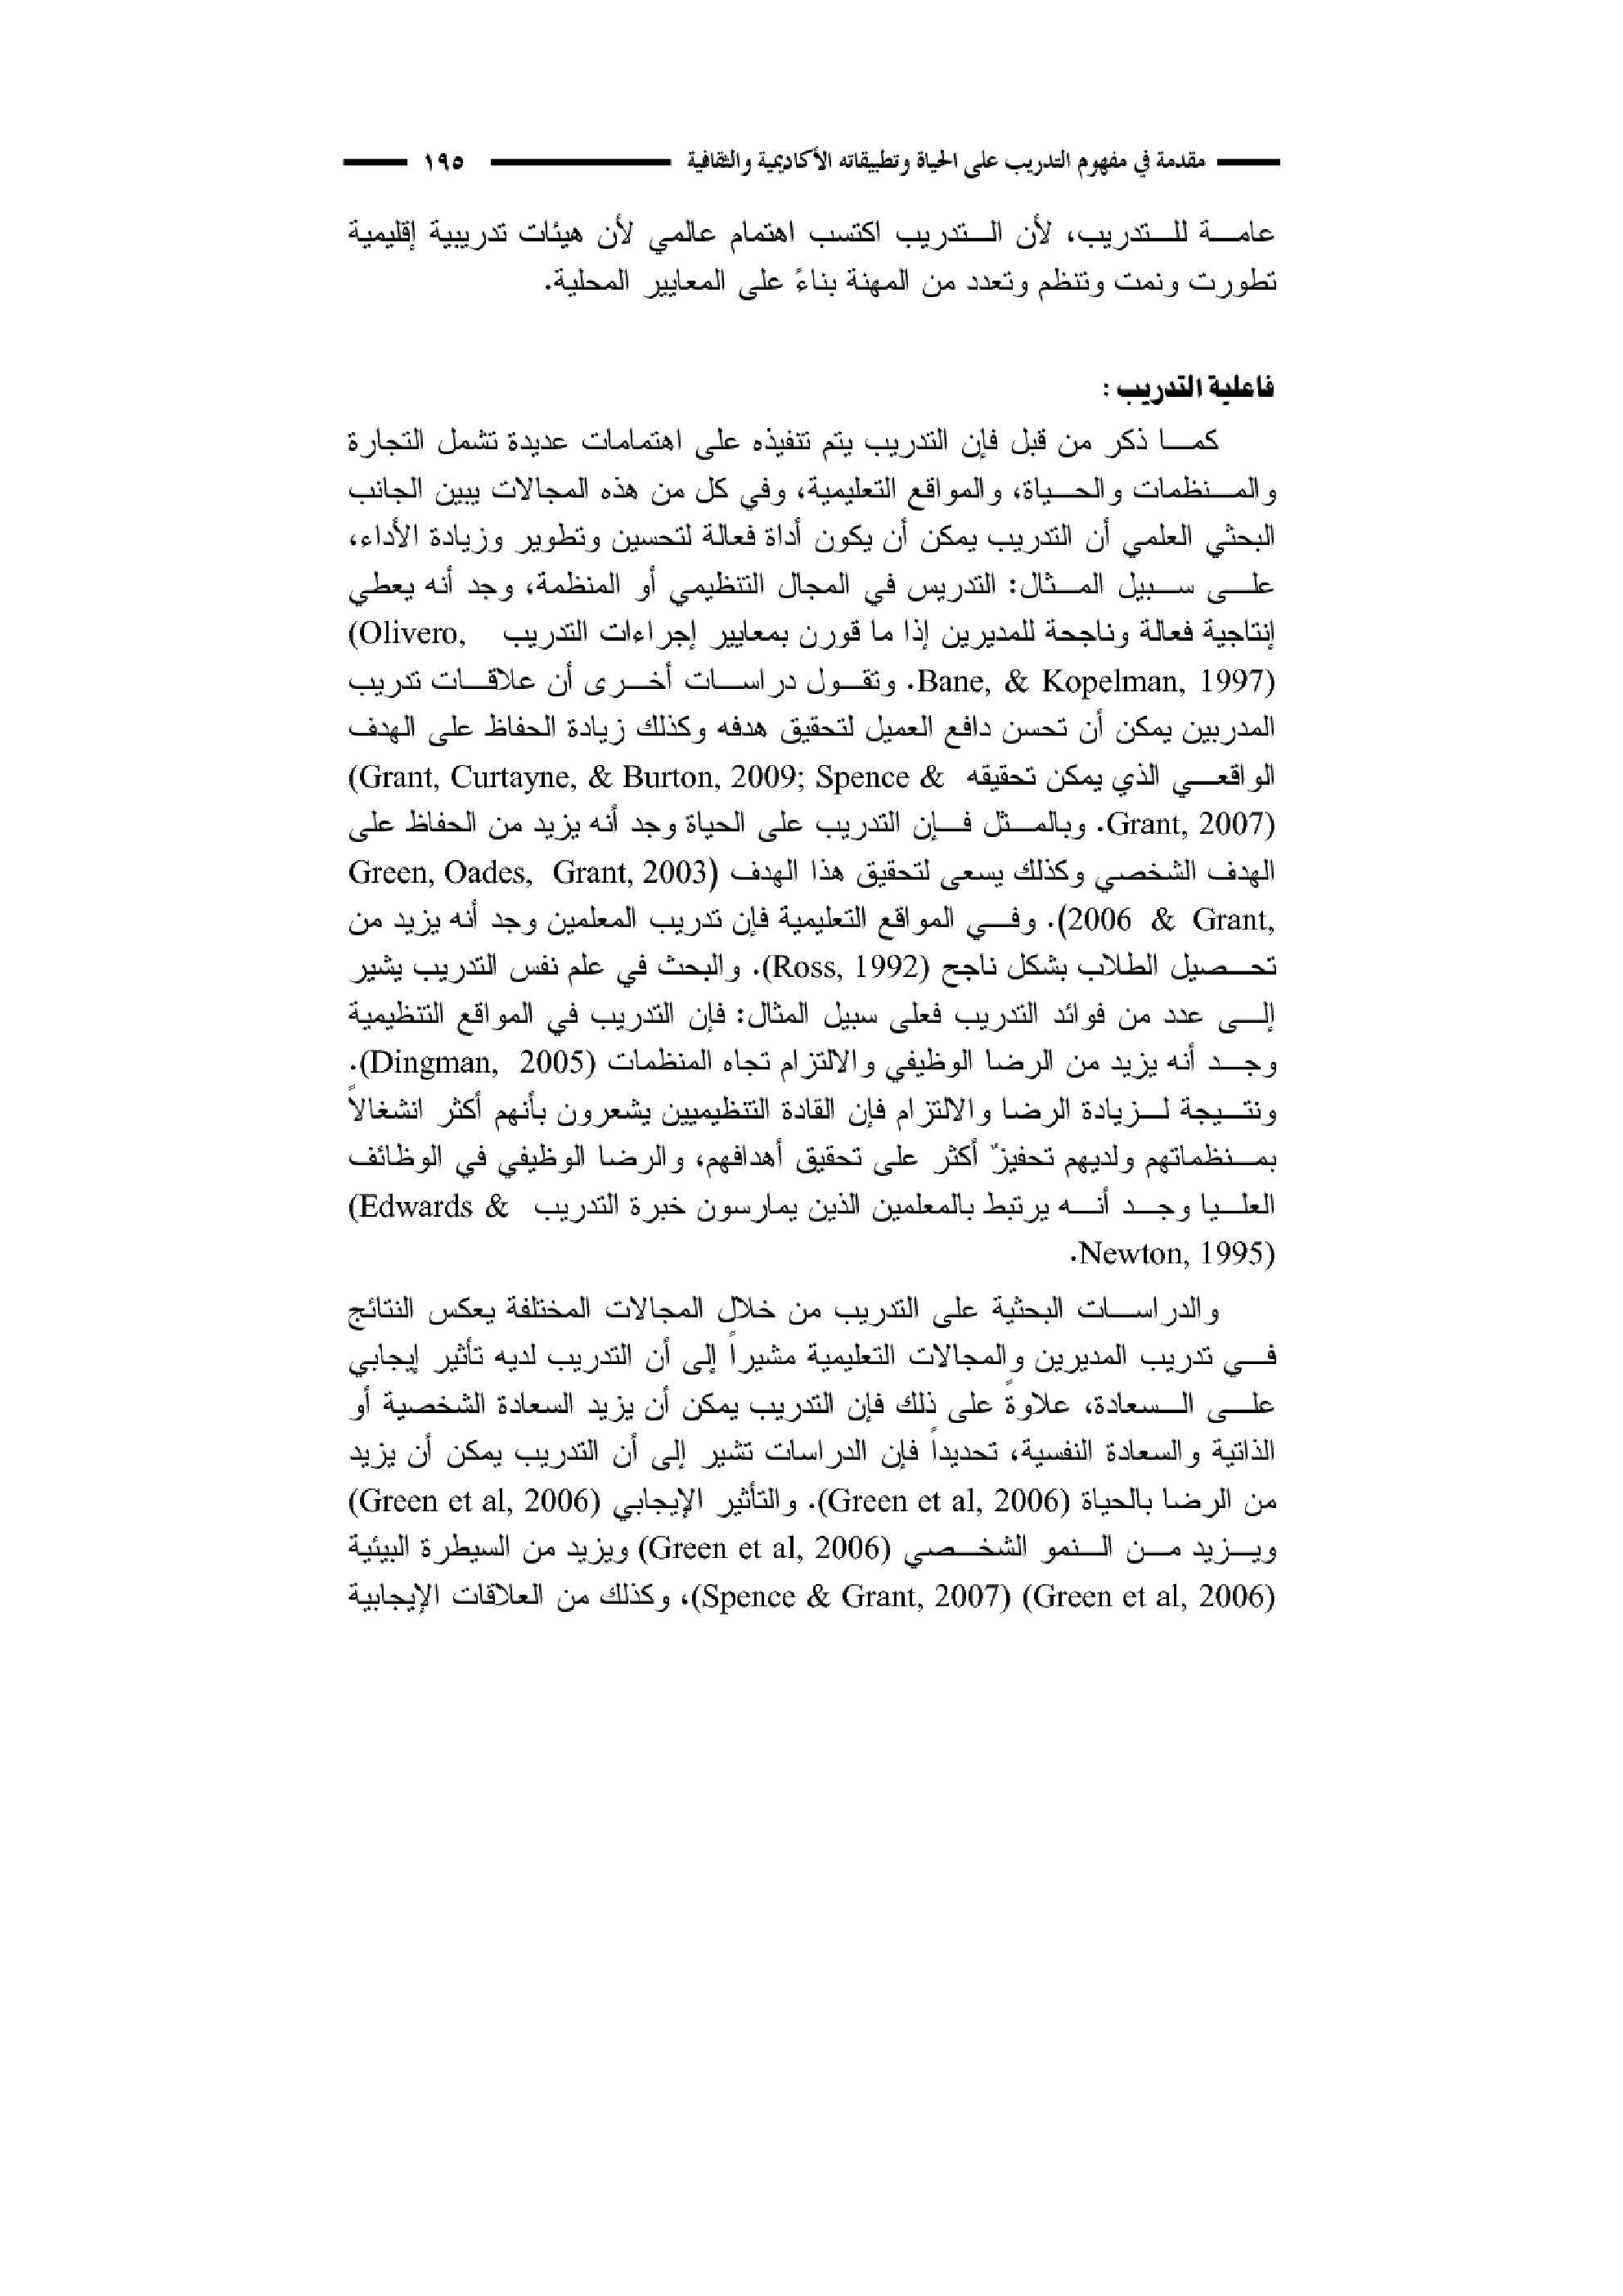 مقدمة في مفهوم التدريب على الحياة وتطبيقاته الأكاديمية والثقافية ١٩٥
عامة للتدريب، لأن التدريب اكتسب اهتمام عالمي لأن هيئات تدريبية إقليمية
تطورت ونمت وتنظم وتعدد من المهنة بناءً على المعايير المحلية.
فاعلية التدريب :
كما ذكر من قبل فإن التدريب يتم تنفيذه على اهتمامات عديدة تشمل التجارة
والمنظمات والحياة، والمواقع التعليمية، وفي كل من هذه المجالات يبين الجانب
البحثي العلمي أن التدريب يمكن أن يكون أداة فعالة لتحسين وتطوير وزيادة الأداء،
على سبيل المثال: التدريس في المجال التنظيمي أو المنظمة، وجد أنه يعطي
إنتاجية فعالة وناجحة للمديرين إذا ما قورن بمعايير إجراءات التدريب (Olivero,
Bane, & Kopelman, 1997). وتقول دراسات أخرى أن علاقات تدريب
المدربين يمكن أن تحسن دافع العميل لتحقيق هدفه وكذلك زيادة الحفاظ على الهدف
الواقعي الذي يمكن تحقيقه (Grant, Curtayne, & Burton, 2009; Spence &
Grant, 2007). وبالمثل فإن التدريب على الحياة وجد أنه يزيد من الحفاظ على
الهدف الشخصي وكذلك يسعى لتحقيق هذا الهدف (Green, Oades, Grant, 2003
2006 & Grant,). وفي المواقع التعليمية فإن تدريب المعلمين وجد أنه يزيد من
تحصيل الطلاب بشكل ناجح (Ross, 1992). والبحث في علم نفس التدريب يشير
إلى عدد من فوائد التدريب فعلى سبيل المثال: فإن التدريب في المواقع التنظيمية
وجد أنه يزيد من الرضا الوظيفي والالتزام تجاه المنظمات (Dingman, 2005).
ونتيجة لزيادة الرضا والالتزام فإن القادة التنظيميين يشعرون بأنهم أكثر انشغالاً
بمنظماتهم ولديهم تحفيزٌ أكثر على تحقيق أهدافهم، والرضا الوظيفي في الوظائف
العليا وجد أنه يرتبط بالمعلمين الذين يمارسون خبرة التدريب (Edwards &
Newton, 1995).
والدراسات البحثية على التدريب من خلال المجالات المختلفة يعكس النتائج
في تدريب المديرين والمجالات التعليمية مشيراً إلى أن التدريب لديه تأثير إيجابي
على السعادة، علاوةً على ذلك فإن التدريب يمكن أن يزيد السعادة الشخصية أو
الذاتية والسعادة النفسية، تحديداً فإن الدراسات تشير إلى أن التدريب يمكن أن يزيد
من الرضا بالحياة (Green et al, 2006). والتأثير الإيجابي (Green et al, 2006)
ويزيد من النمو الشخصي (Green et al, 2006) ويزيد من السيطرة البيئية
(Green et al, 2006) (Spence & Grant, 2007)، وكذلك من العلاقات الإيجابية